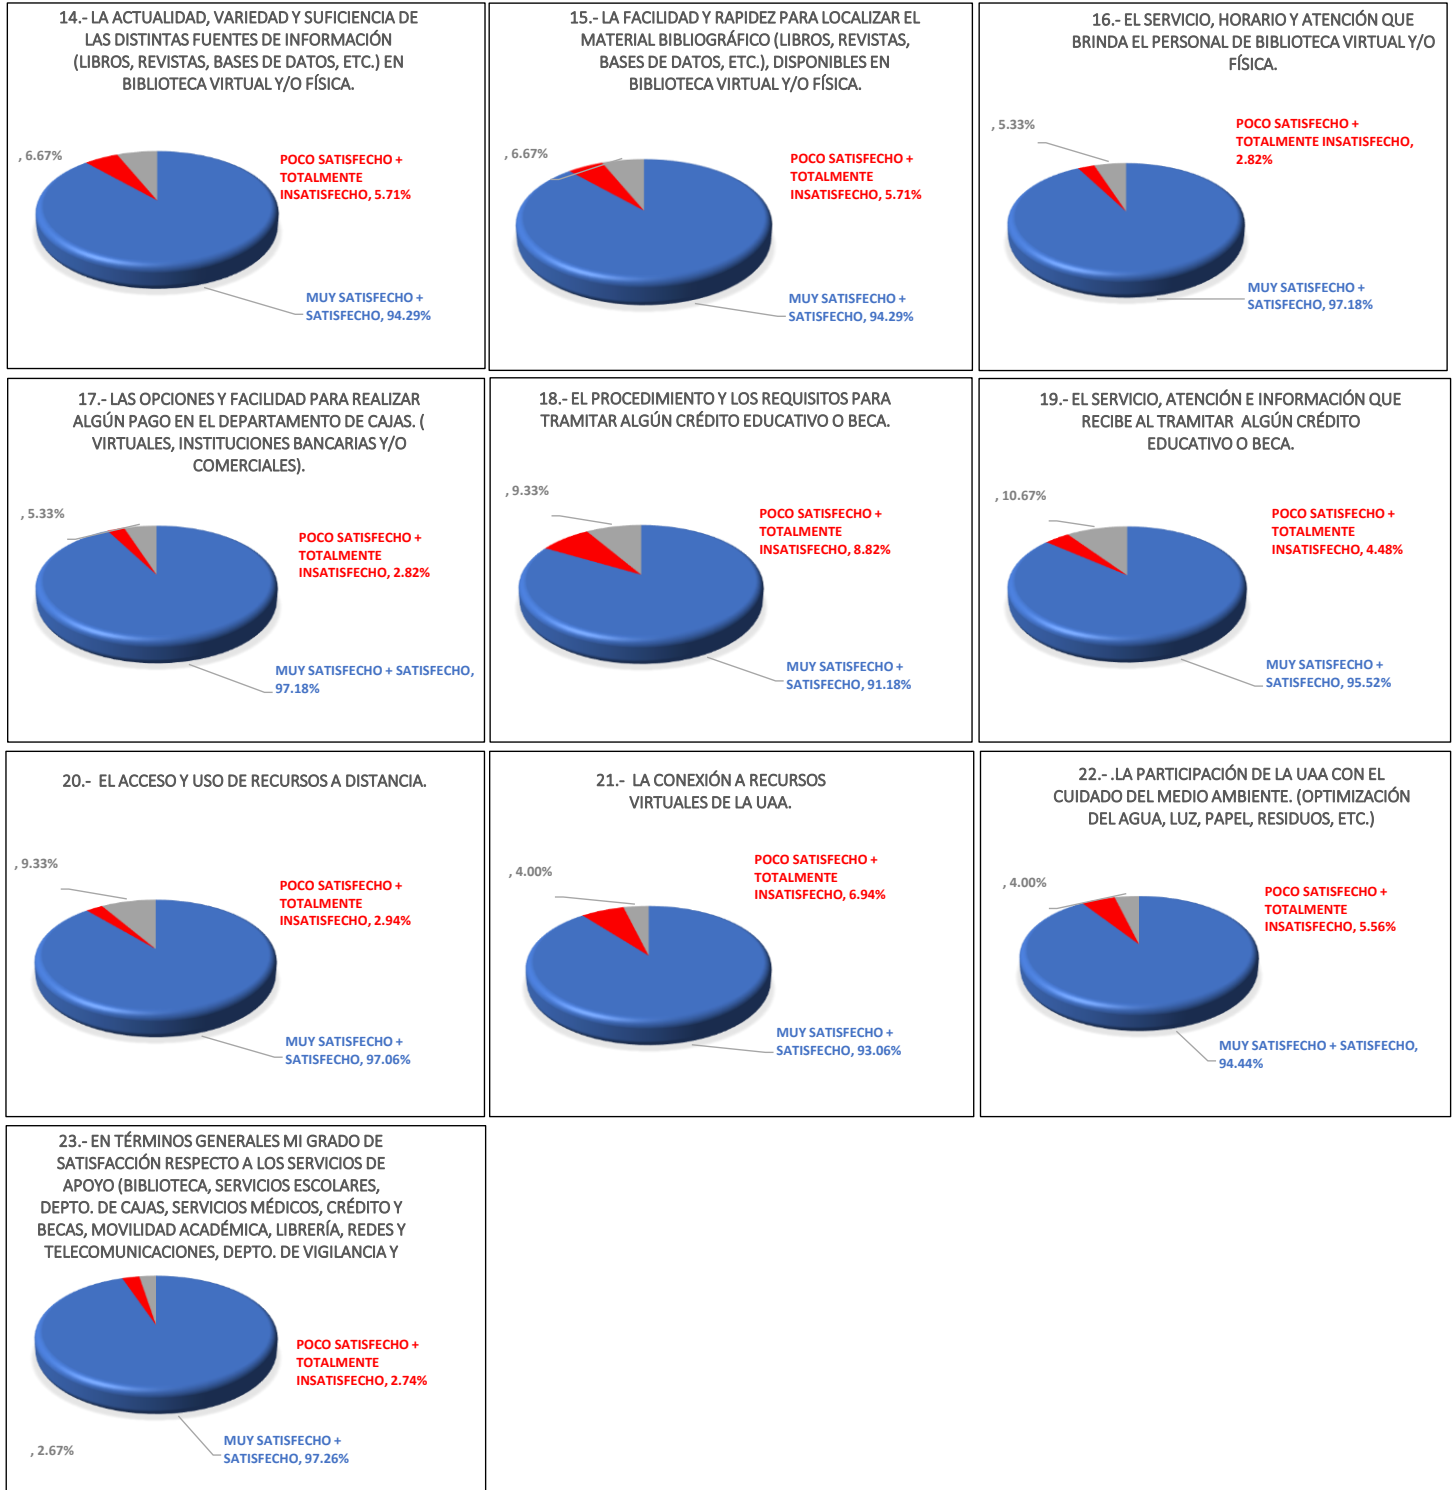 14.- LA ACTUALIDAD, VARIEDAD Y SUFICIENCIA DE
LAS DISTINTAS FUENTES DE INFORMACIÓN
(LIBROS, REVISTAS, BASES DE DATOS, ETC.) EN
BIBLIOTECA VIRTUAL Y/O FÍSICA.
, 6.67%
POCO SATISFECHO +
TOTALMENTE
INSATISFECHO, 5.71%
MUY SATISFECHO +
SATISFECHO, 94.29%
15.- LA FACILIDAD Y RAPIDEZ PARA LOCALIZAR EL
MATERIAL BIBLIOGRÁFICO (LIBROS, REVISTAS,
BASES DE DATOS, ETC.), DISPONIBLES EN
BIBLIOTECA VIRTUAL Y/O FÍSICA.
, 6.67%
POCO SATISFECHO +
TOTALMENTE
INSATISFECHO, 5.71%
MUY SATISFECHO +
SATISFECHO, 94.29%
16.- EL SERVICIO, HORARIO Y ATENCIÓN QUE
BRINDA EL PERSONAL DE BIBLIOTECA VIRTUAL Y/O
FÍSICA.
, 5.33%
POCO SATISFECHO +
TOTALMENTE INSATISFECHO,
2.82%
MUY SATISFECHO +
SATISFECHO, 97.18%
17.- LAS OPCIONES Y FACILIDAD PARA REALIZAR
ALGÚN PAGO EN EL DEPARTAMENTO DE CAJAS. (
VIRTUALES, INSTITUCIONES BANCARIAS Y/O
COMERCIALES).
, 5.33%
POCO SATISFECHO +
TOTALMENTE
INSATISFECHO, 2.82%
MUY SATISFECHO + SATISFECHO,
97.18%
18.- EL PROCEDIMIENTO Y LOS REQUISITOS PARA
TRAMITAR ALGÚN CRÉDITO EDUCATIVO O BECA.
, 9.33%
POCO SATISFECHO +
TOTALMENTE
INSATISFECHO, 8.82%
MUY SATISFECHO +
SATISFECHO, 91.18%
19.- EL SERVICIO, ATENCIÓN E INFORMACIÓN QUE
RECIBE AL TRAMITAR ALGÚN CRÉDITO
EDUCATIVO O BECA.
, 10.67%
POCO SATISFECHO +
TOTALMENTE
INSATISFECHO, 4.48%
MUY SATISFECHO +
SATISFECHO, 95.52%
20.- EL ACCESO Y USO DE RECURSOS A DISTANCIA.
, 9.33%
POCO SATISFECHO +
TOTALMENTE
INSATISFECHO, 2.94%
MUY SATISFECHO +
SATISFECHO, 97.06%
21.- LA CONEXIÓN A RECURSOS
VIRTUALES DE LA UAA.
, 4.00%
POCO SATISFECHO +
TOTALMENTE
INSATISFECHO, 6.94%
MUY SATISFECHO +
SATISFECHO, 93.06%
22.- .LA PARTICIPACIÓN DE LA UAA CON EL
CUIDADO DEL MEDIO AMBIENTE. (OPTIMIZACIÓN
DEL AGUA, LUZ, PAPEL, RESIDUOS, ETC.)
, 4.00%
POCO SATISFECHO +
TOTALMENTE
INSATISFECHO, 5.56%
MUY SATISFECHO + SATISFECHO,
94.44%
23.- EN TÉRMINOS GENERALES MI GRADO DE
SATISFACCIÓN RESPECTO A LOS SERVICIOS DE
APOYO (BIBLIOTECA, SERVICIOS ESCOLARES,
DEPTO. DE CAJAS, SERVICIOS MÉDICOS, CRÉDITO Y
BECAS, MOVILIDAD ACADÉMICA, LIBRERÍA, REDES Y
TELECOMUNICACIONES, DEPTO. DE VIGILANCIA Y
POCO SATISFECHO +
TOTALMENTE
INSATISFECHO, 2.74%
MUY SATISFECHO +
SATISFECHO, 97.26%
, 2.67%